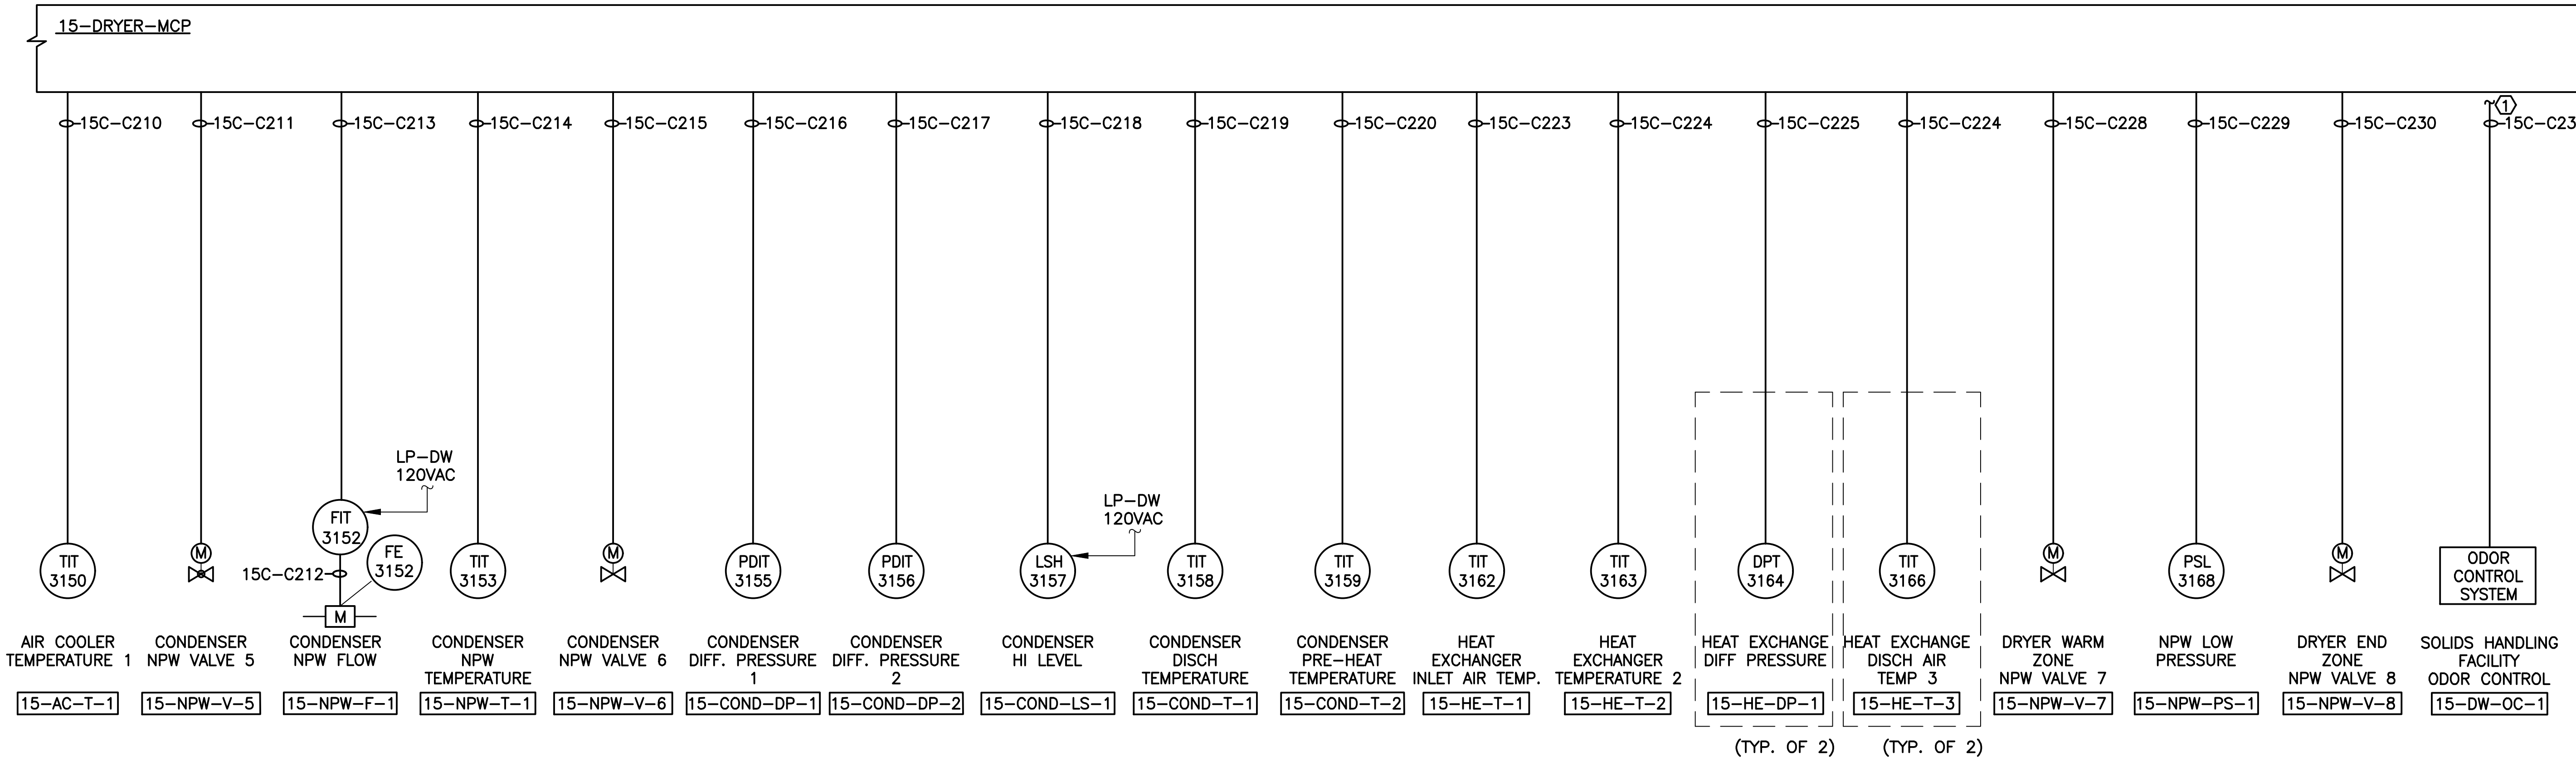 15-DRYER-MCP
1
15C-C210
15C-C211
15C-C213
15C-C214
15C-C215
15C-C216
15C-C217
15C-C218
15C-C219
15C-C220
15C-C223
15C-C224
15C-C225
15C-C224
15C-C228
15C-C229
15C-C230
15C-C23
LP-DW
120VAC
LP-DW
120VAC
TIT
3150
M
FIT
3152
FE
3152
15C-C212
M
TIT
3153
M
PDIT
3155
PDIT
3156
LSH
3157
TIT
3158
TIT
3159
TIT
3162
TIT
3163
DPT
3164
TIT
3166
M
PSL
3168
M
ODOR
CONTROL
SYSTEM
AIR COOLER
TEMPERATURE 1
15-AC-T-1
CONDENSER
NPW VALVE 5
15-NPW-V-5
CONDENSER
NPW FLOW
15-NPW-F-1
CONDENSER
NPW
TEMPERATURE
15-NPW-T-1
CONDENSER
NPW VALVE 6
15-NPW-V-6
CONDENSER
DIFF. PRESSURE
1
15-COND-DP-1
CONDENSER
DIFF. PRESSURE
2
15-COND-DP-2
CONDENSER
HI LEVEL
15-COND-LS-1
CONDENSER
DISCH
TEMPERATURE
15-COND-T-1
CONDENSER
PRE-HEAT
TEMPERATURE
15-COND-T-2
HEAT
EXCHANGER
INLET AIR TEMP.
15-HE-T-1
HEAT
EXCHANGER
TEMPERATURE 2
15-HE-T-2
HEAT EXCHANGE
DIFF PRESSURE
15-HE-DP-1
(TYP. OF 2)
HEAT EXCHANGE
DISCH AIR
TEMP 3
15-HE-T-3
(TYP. OF 2)
DRYER WARM
ZONE
NPW VALVE 7
15-NPW-V-7
NPW LOW
PRESSURE
15-NPW-PS-1
DRYER END
ZONE
NPW VALVE 8
15-NPW-V-8
SOLIDS HANDLING
FACILITY
ODOR CONTROL
15-DW-OC-1